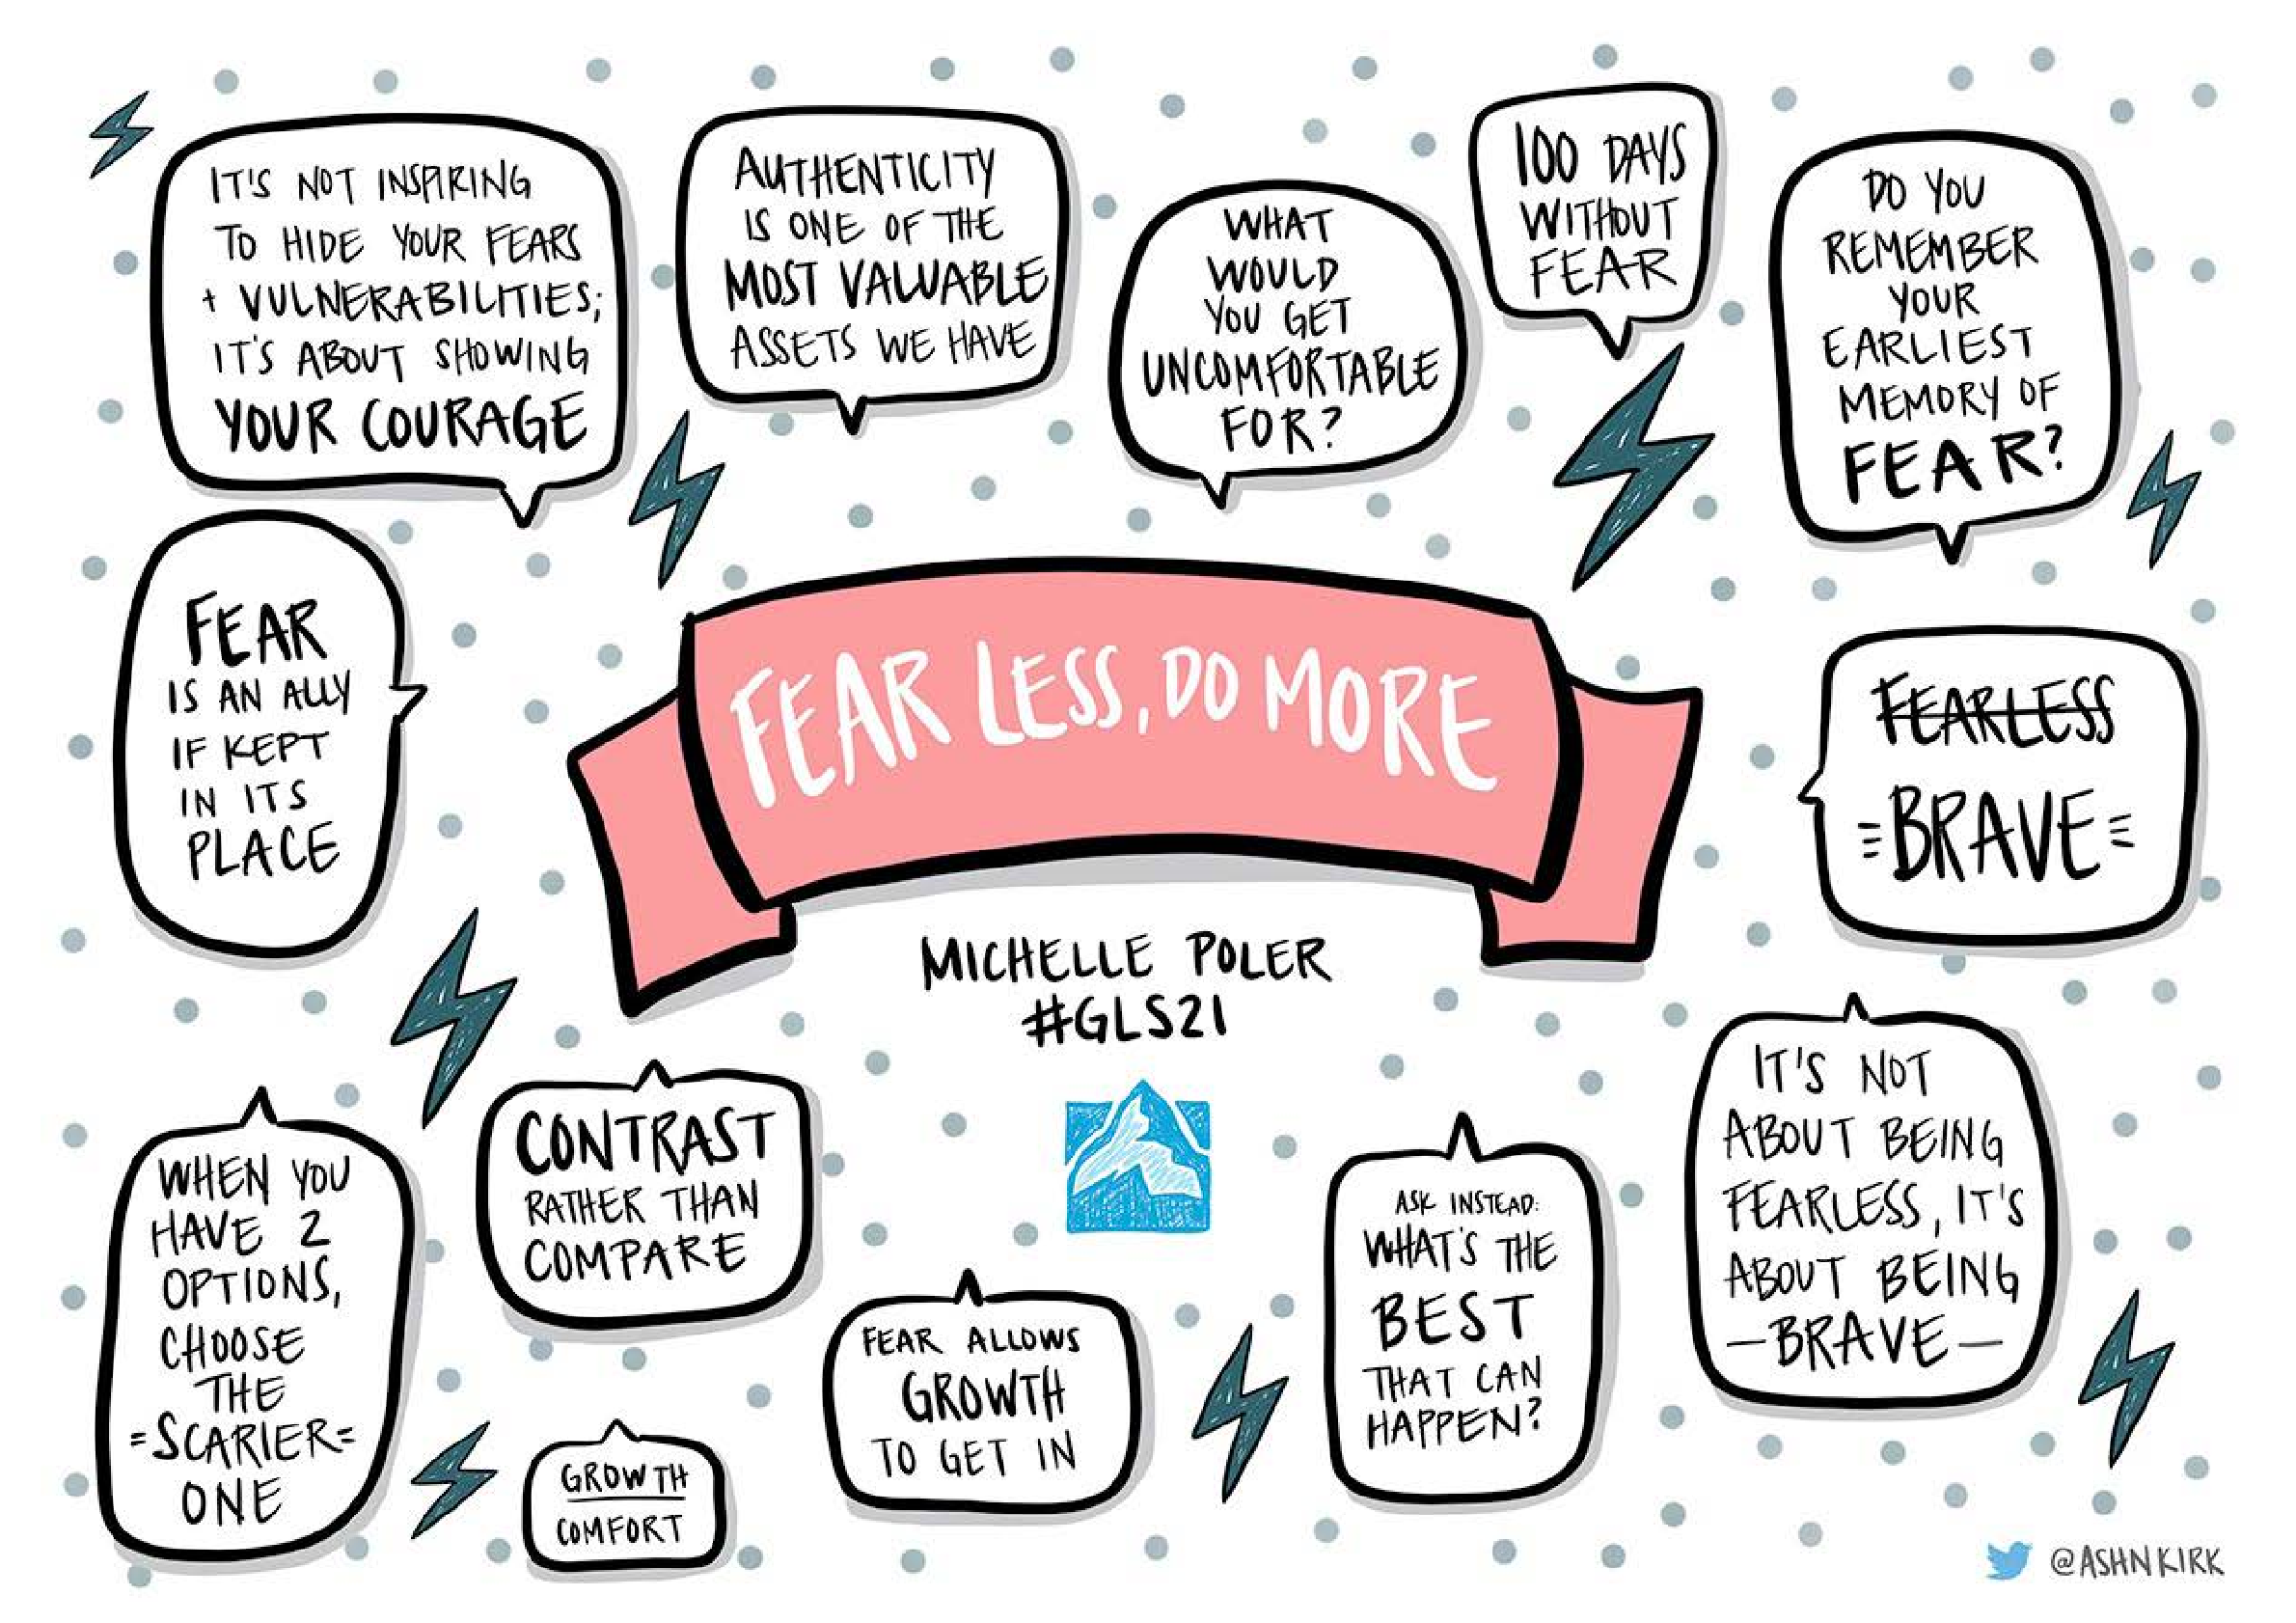 IT'S NOT INSPIRING
TO HIDE YOUR FEARS
+ VULNERABILITIES;
IT'S ABOUT SHOWING
YOUR COURAGE
AUTHENTICITY
IS ONE OF THE
MOST VALUABLE
ASSETS WE HAVE
WHAT
WOULD
YOU GET
UNCOMFORTABLE
FOR?
100 DAYS
WITHOUT
FEAR
DO YOU
REMEMBER
YOUR
EARLIEST
MEMORY OF
FEAR?
FEAR
IS AN ALLY
IF KEPT
IN ITS
PLACE
FEAR LESS, DO MORE
MICHELLE POLER
#GLS21
FEARLESS
BRAVE
WHEN YOU
HAVE 2
OPTIONS,
CHOOSE
THE
=SCARIER=
ONE
CONTRAST
RATHER THAN
COMPARE
GROWTH
COMFORT
FEAR ALLOWS
GROWTH
TO GET IN
ASK INSTEAD:
WHAT'S THE
BEST
THAT CAN
HAPPEN?
IT'S NOT
ABOUT BEING
FEARLESS, IT'S
ABOUT BEING
—BRAVE—
@ASHNKIRK